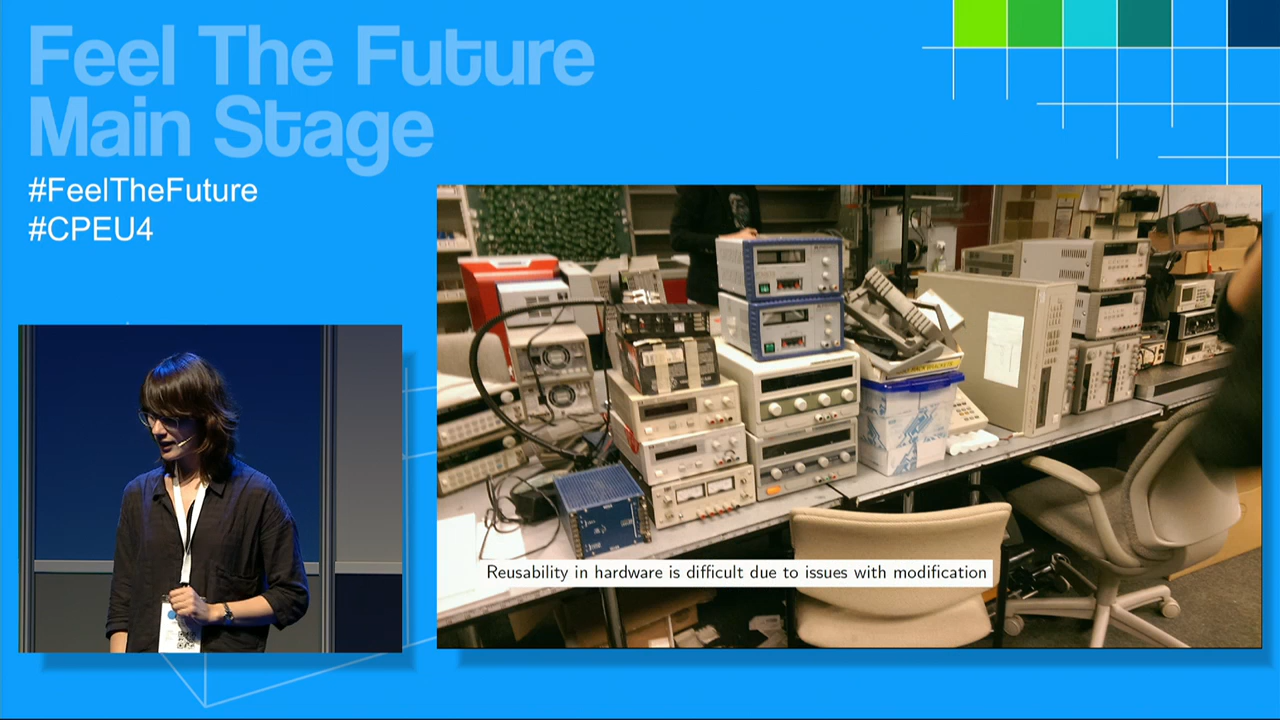 Feel The Future
Main Stage
#FeelTheFuture
#CPEU4
Reusability in hardware is difficult due to issues with modification